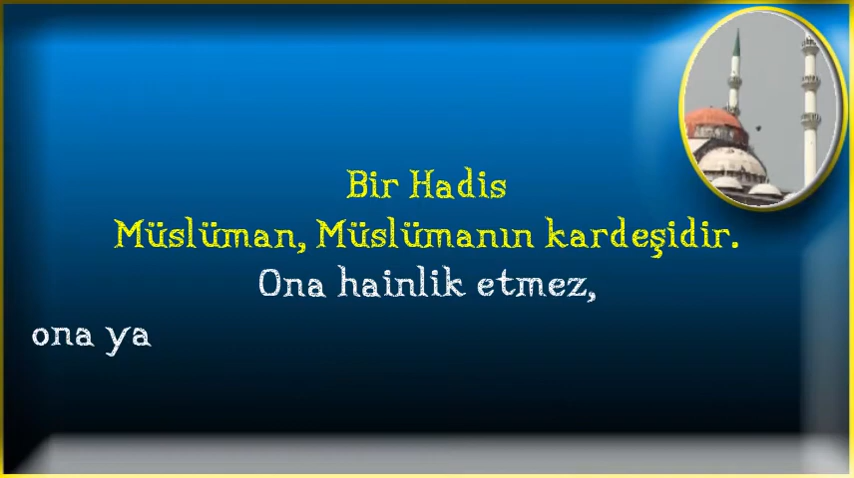 Bir Hadis
Müslüman, Müslümanın kardeşidir.
Ona hainlik etmez,
ona ya